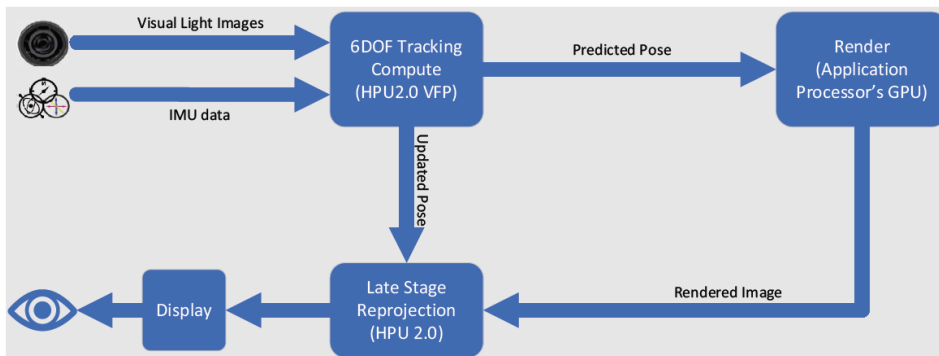 Visual Light Images
IMU data
6DOF Tracking
Compute
(HPU2.0 VFP)
Predicted Pose
Render
(Application
Processor's GPU)
Updated Pose
Rendered Image
Late Stage
Reprojection
(HPU 2.0)
Display